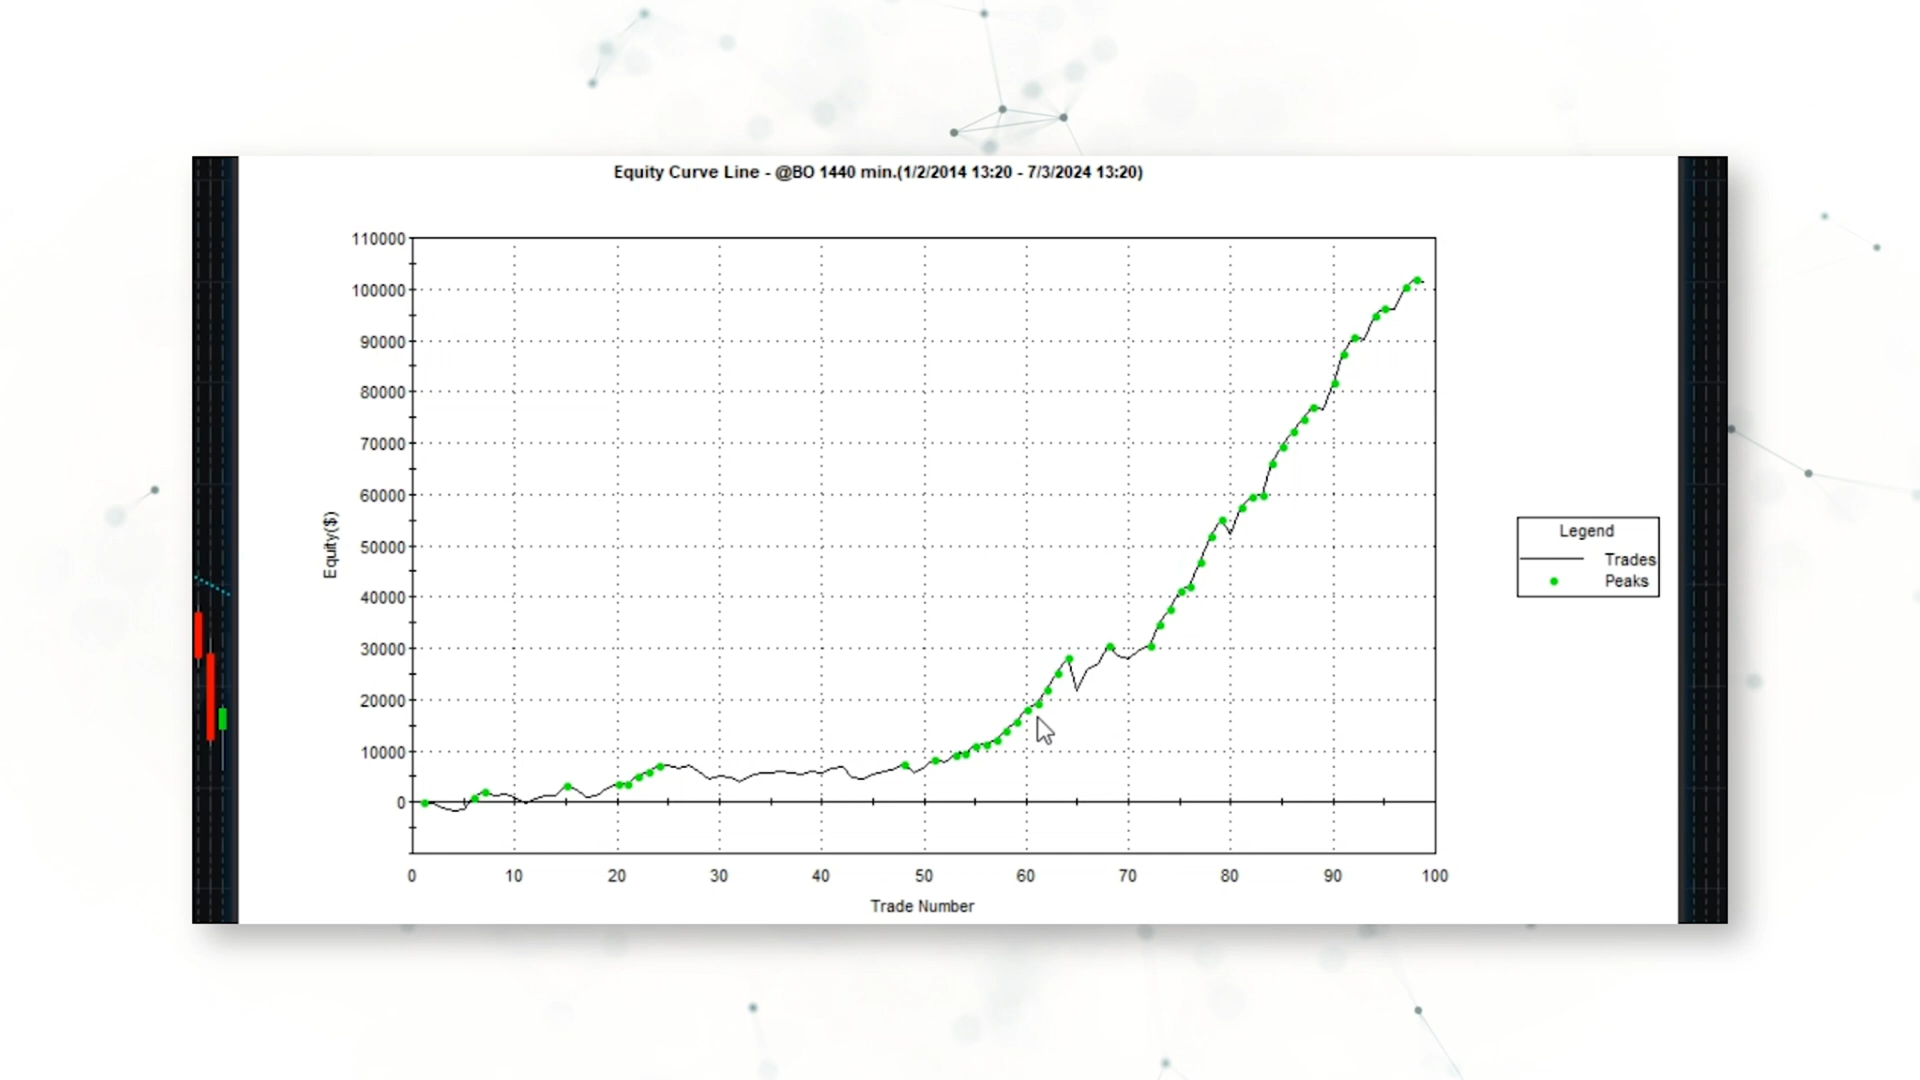 Equity Curve Line - @BO 1440 min.(1/2/2014 13:20 - 7/3/2024 13:20)
110000
100000
90000
80000
70000
60000
50000
40000
30000
20000
10000
0
Equity($)
0 10 20 30 40 50 60 70 80 90 100
Trade Number
Legend
Trades
Peaks